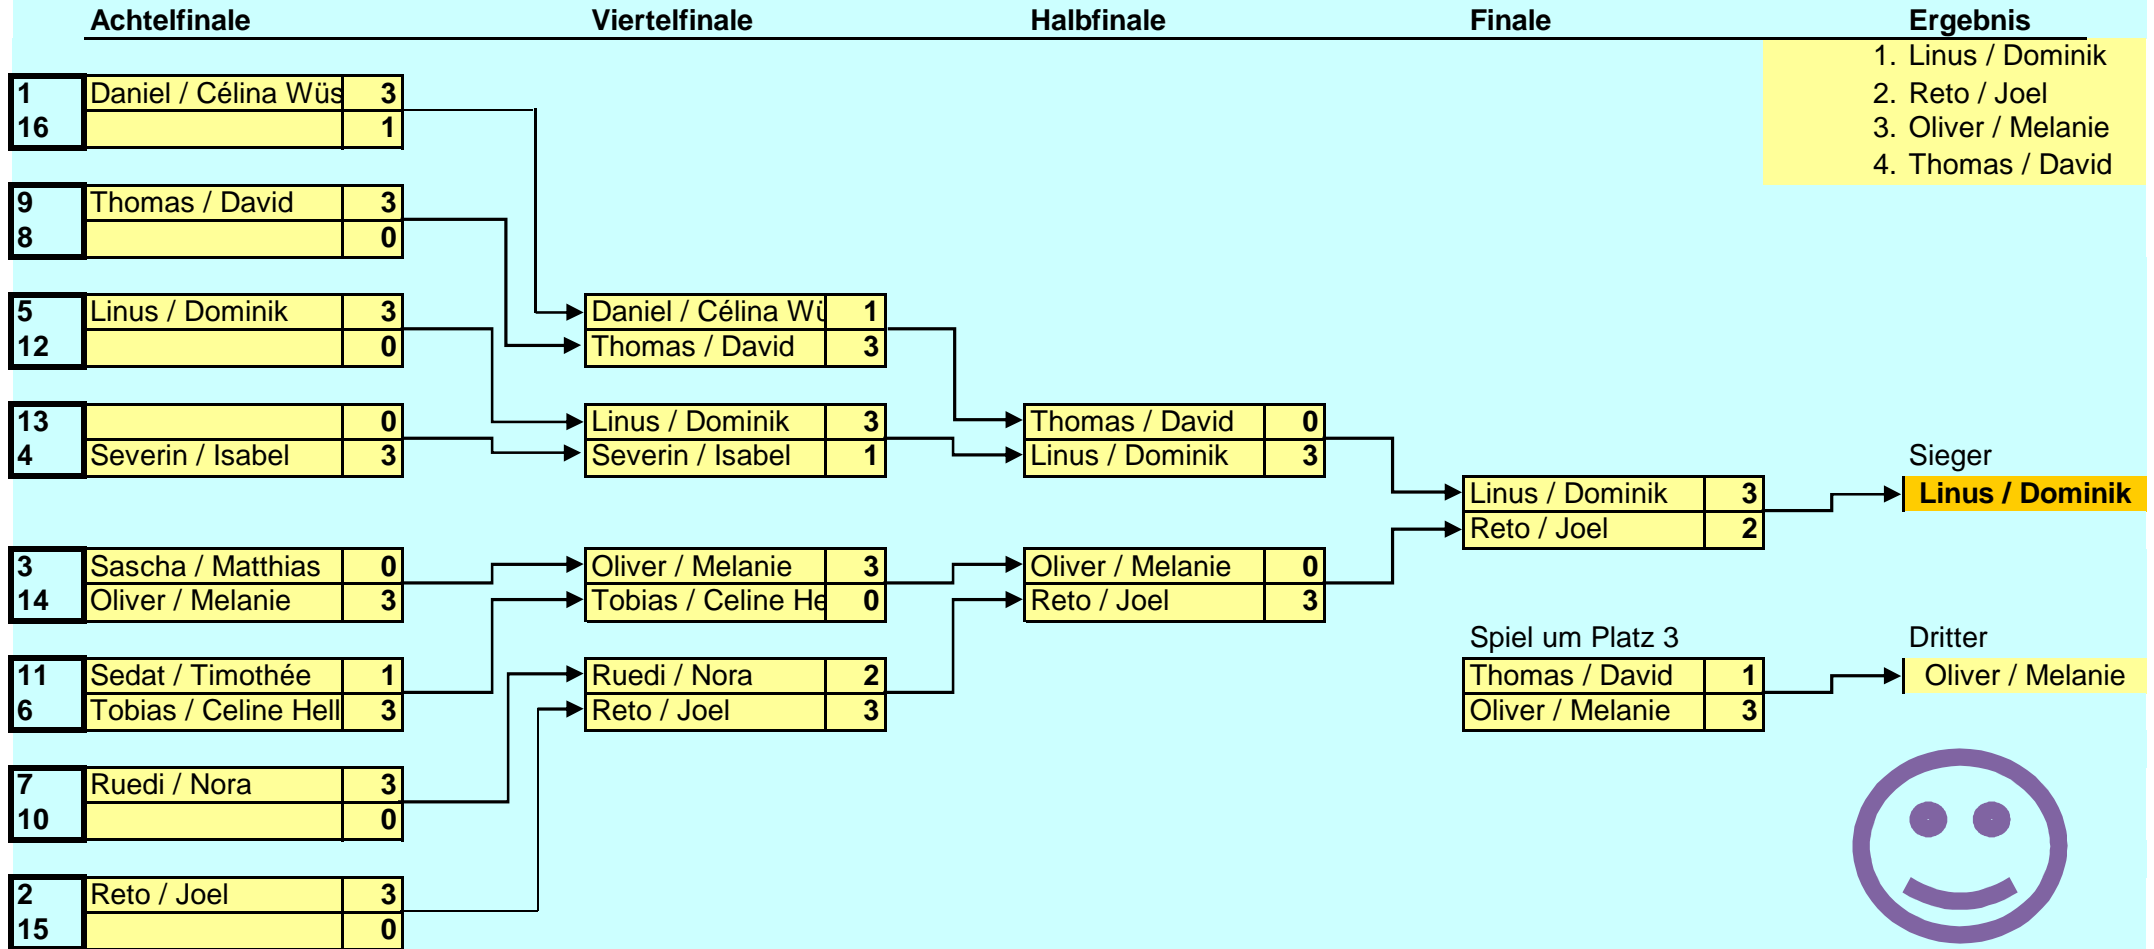 Achtelfinale Viertelfinale Halbfinale Finale Ergebnis
1. Linus / Dominik
2. Reto / Joel
3. Oliver / Melanie
4. Thomas / David
1 Daniel / Célina Wüs 3
16 1
9 Thomas / David 3
8 0
5 Linus / Dominik 3
12 0
13 0
4 Severin / Isabel 3
3 Sascha / Matthias 0
14 Oliver / Melanie 3
11 Sedat / Timothée 1
6 Tobias / Celine Hell 3
7 Ruedi / Nora 3
10 0
2 Reto / Joel 3
15 0
Daniel / Célina Wü 1
Thomas / David 3
Linus / Dominik 3
Severin / Isabel 1
Oliver / Melanie 3
Tobias / Celine He 0
Ruedi / Nora 2
Reto / Joel 3
Thomas / David 0
Linus / Dominik 3
Oliver / Melanie 0
Reto / Joel 3
Linus / Dominik 3
Reto / Joel 2
Spiel um Platz 3
Thomas / David 1
Oliver / Melanie 3
Sieger
Linus / Dominik
Dritter
Oliver / Melanie